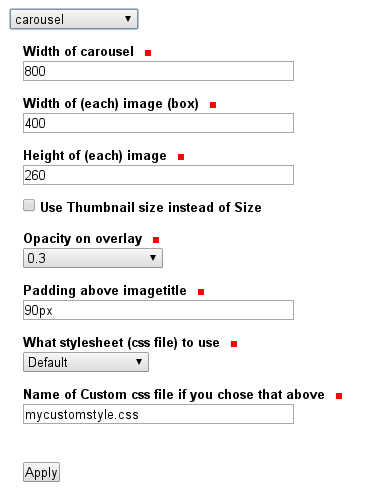 carousel
Width of carousel
800
Width of (each) image (box)
400
Height of (each) image
260
Use Thumbnail size instead of Size
Opacity on overlay
0.3
Padding above imagetitle
90px
What stylesheet (css file) to use
Default
Name of Custom css file if you chose that above
mycustomstyle.css
Apply